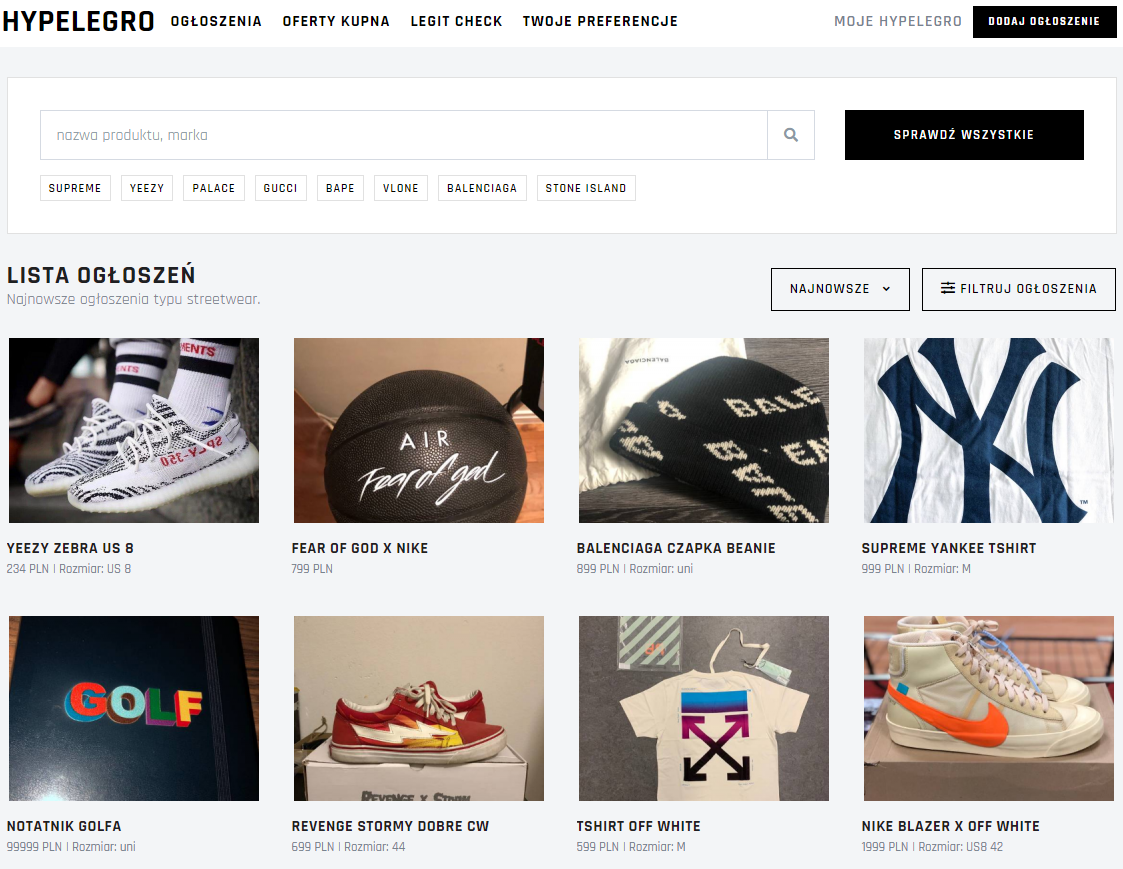 HYPELEGRO OGŁOSZENIA OFERTY KUPNA LEGIT CHECK TWOJE PREFERENCJE MOJE HYPELEGRO DODAJ OGŁOSZENIE
nazwa produktu, marka
SPRAWDŹ WSZYSTKIE
SUPREME YEEZY PALACE GUCCI BAPE VLONE BALENCIAGA STONE ISLAND
LISTA OGŁOSZEŃ
Najnowsze ogłoszenia typu streetwear.
NAJNOWSZE FILTRUJ OGŁOSZENIA
MENTS
ENTS
SPLY-350
AIR
Fear of god
BALENCIAGA
BALE
NY
TM
YEEZY ZEBRA US 8
234 PLN | Rozmiar: US 8
FEAR OF GOD X NIKE
799 PLN
BALENCIAGA CZAPKA BEANIE
899 PLN | Rozmiar: uni
SUPREME YANKEE TSHIRT
999 PLN | Rozmiar: M
GOLF
REVENGE X STORM
NOTATNIK GOLFA
99999 PLN | Rozmiar: uni
REVENGE STORMY DOBRE CW
699 PLN | Rozmiar: 44
TSHIRT OFF WHITE
599 PLN | Rozmiar: M
NIKE BLAZER X OFF WHITE
1999 PLN | Rozmiar: US8 42